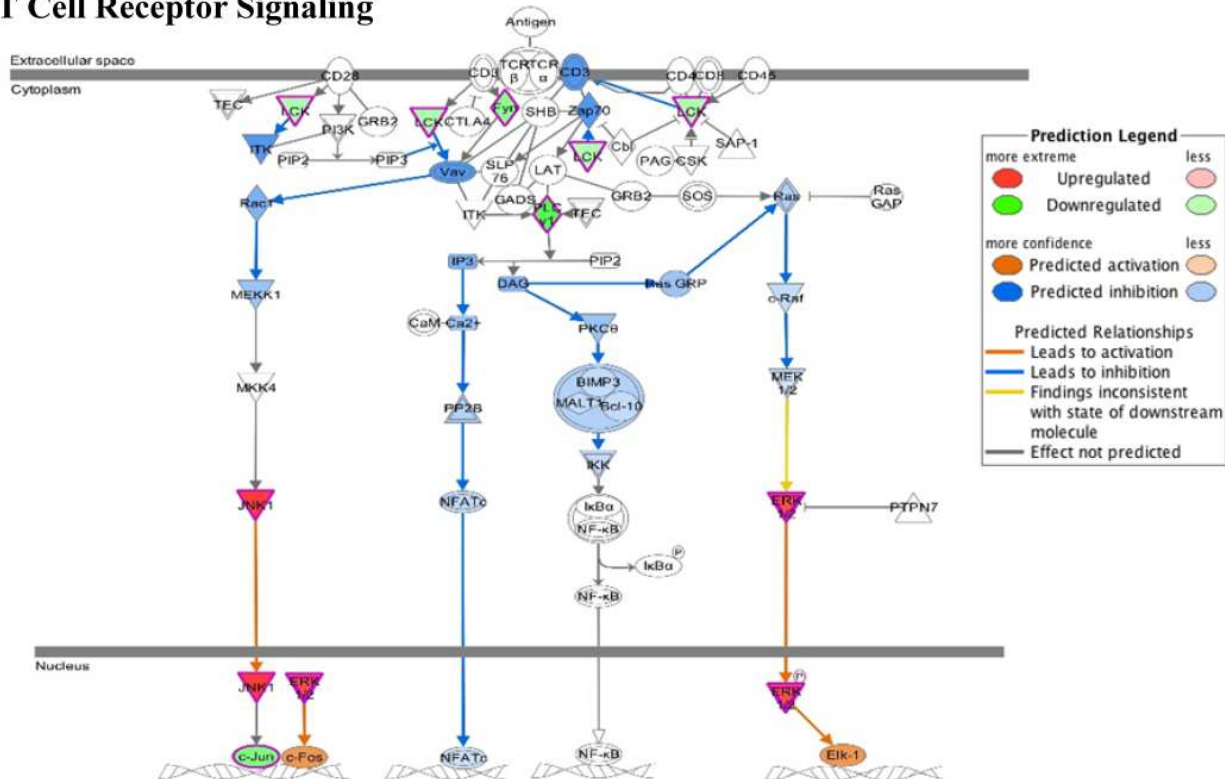 T Cell Receptor Signaling
Antigen
Extracellular space
Cytoplasm
CD28
CD3
TCR β
TCR α
CD3
CD4
CD8
CD45
TEC
LCK
PI3K
GRB2
ITK
PIP2
PIP3
LCK
CTLA4
Fyn
SHB
Zap70
LCK
Cbl
LCK
PAG
CSK
SAP-1
Vav
SLP 76
LAT
GADS
ITK
PLC γ1
TEC
GRB2
SOS
Ras
Ras GAP
Rac1
MEKK1
MKK4
JNK1
IP3
PIP2
DAG
Ras GRP
CaM
Ca2+
PKCθ
c-Raf
PP2B
BIMP3
MALT1
Bcl-10
MEK 1/2
IKK
NFATc
IκBα
NF-κB
ERK 1/2
PTPN7
IκBα
P
NF-κB
Nucleus
JNK1
ERK 1/2
c-Jun
c-Fos
NFATc
NF-κB
ERK 1/2
P
Elk-1
Prediction Legend
more extreme less
Upregulated
Downregulated
more confidence less
Predicted activation
Predicted inhibition
Predicted Relationships
Leads to activation
Leads to inhibition
Findings inconsistent
with state of downstream
molecule
Effect not predicted